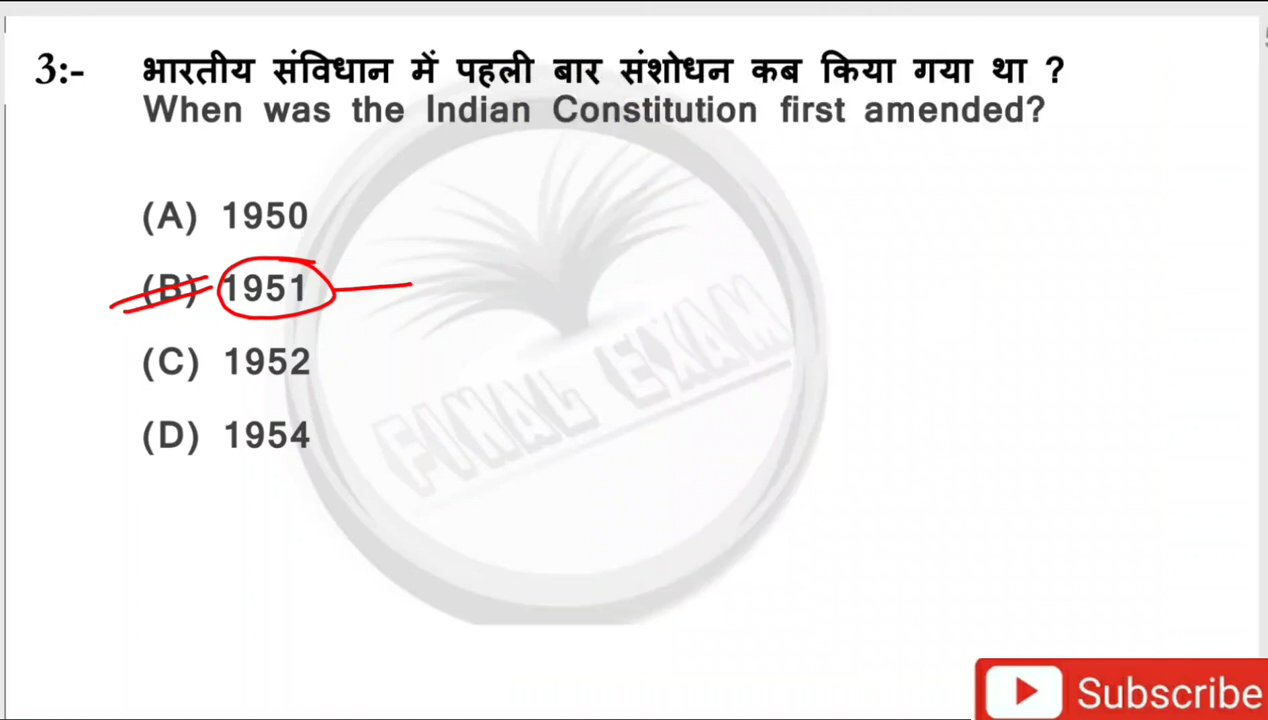 3:- भारतीय संविधान में पहली बार संशोधन कब किया गया था ?
When was the Indian Constitution first amended?
(A) 1950
(B) 1951
(C) 1952
(D) 1954
FINAL EXAM
Subscribe